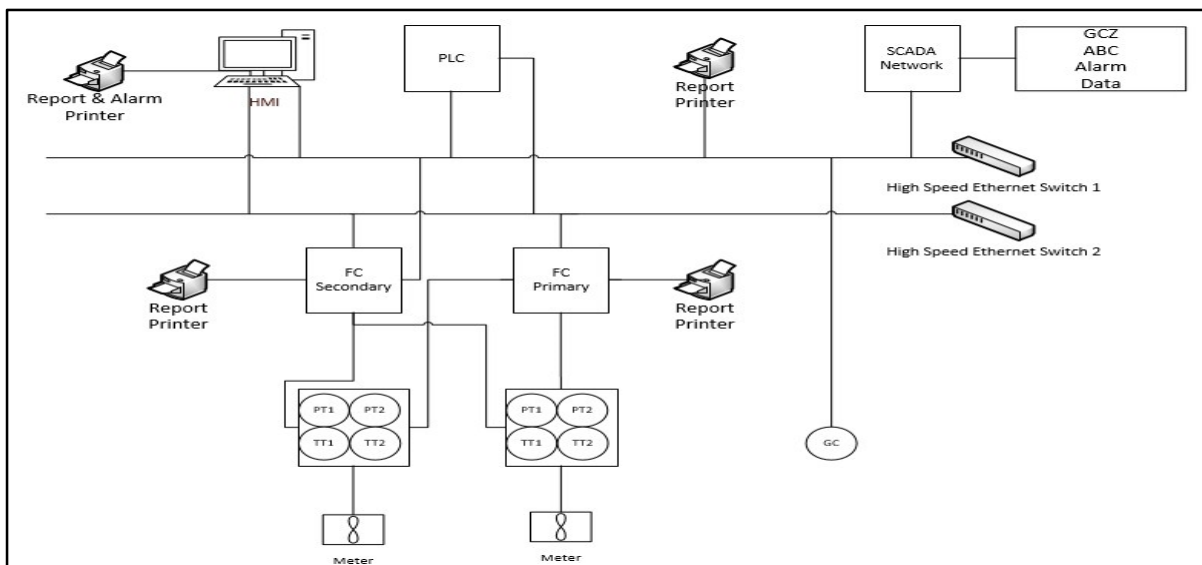 Report & Alarm
Printer
HMI
PLC
Report
Printer
SCADA
Network
GCZ
ABC
Alarm
Data
High Speed Ethernet Switch 1
High Speed Ethernet Switch 2
Report
Printer
FC
Secondary
FC
Primary
Report
Printer
PT1
PT2
TT1
TT2
PT1
PT2
TT1
TT2
GC
Meter
Meter